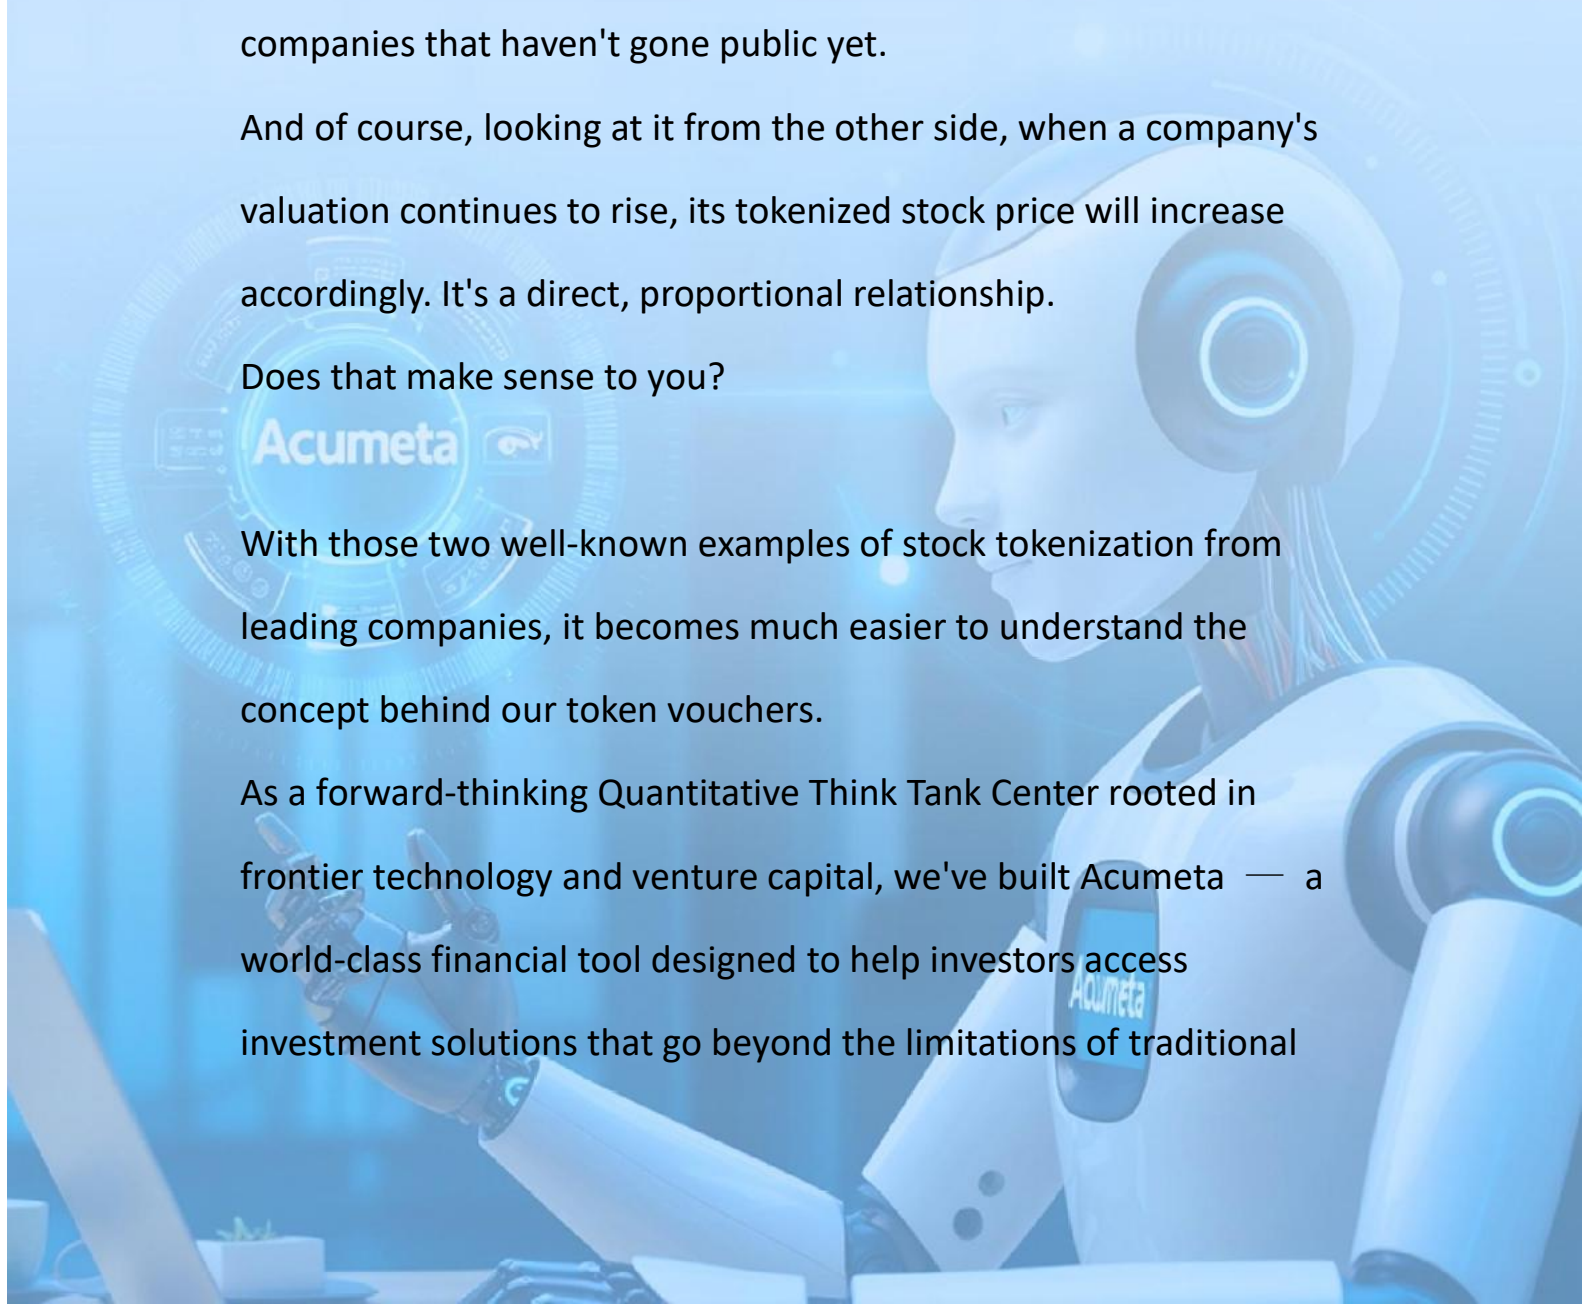 companies that haven't gone public yet.
And of course, looking at it from the other side, when a company's
valuation continues to rise, its tokenized stock price will increase
accordingly. It's a direct, proportional relationship.
Does that make sense to you?
Acumeta
With those two well-known examples of stock tokenization from
leading companies, it becomes much easier to understand the
concept behind our token vouchers.
As a forward-thinking Quantitative Think Tank Center rooted in
frontier technology and venture capital, we've built Acumeta — a
world-class financial tool designed to help investors access
Acumeta
investment solutions that go beyond the limitations of traditional